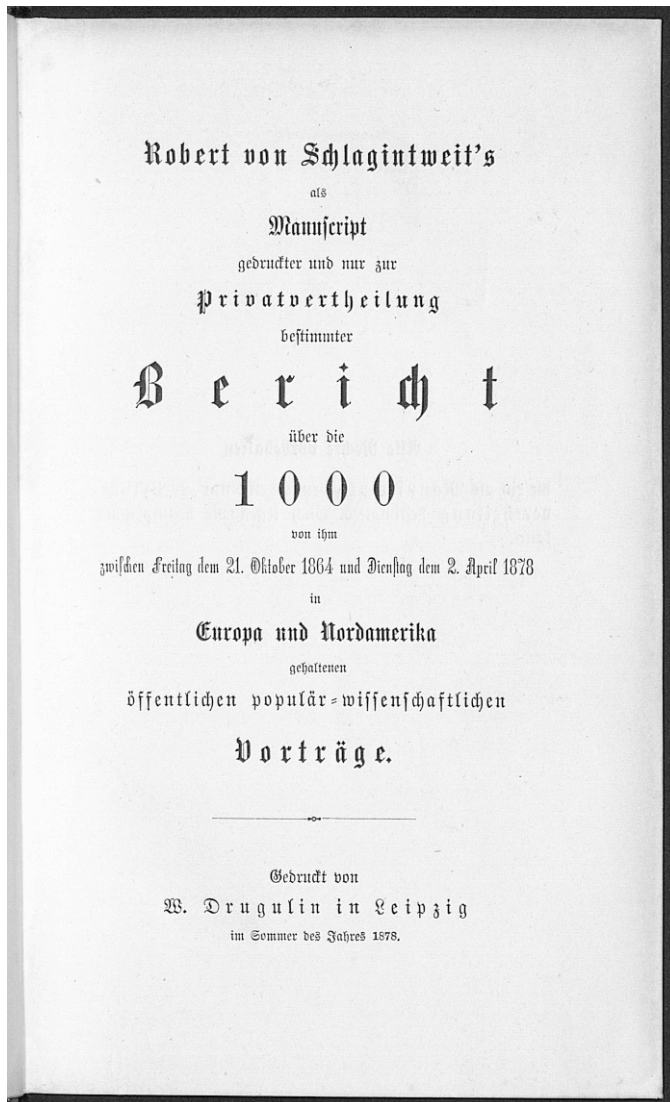 Robert von Schlagintweit's
als
Manuscript
gedruckter und nur zur
Privatvertheilung
bestimmter
Bericht
über die
1000
von ihm
zwischen Freitag dem 21. Oktober 1864 und Dienstag dem 2. April 1878
in
Europa und Nordamerika
gehaltenen
öffentlichen populär-wissenschaftlichen
Vorträge.
Gedruckt von
W. Drugulin in Leipzig
im Sommer des Jahres 1878.